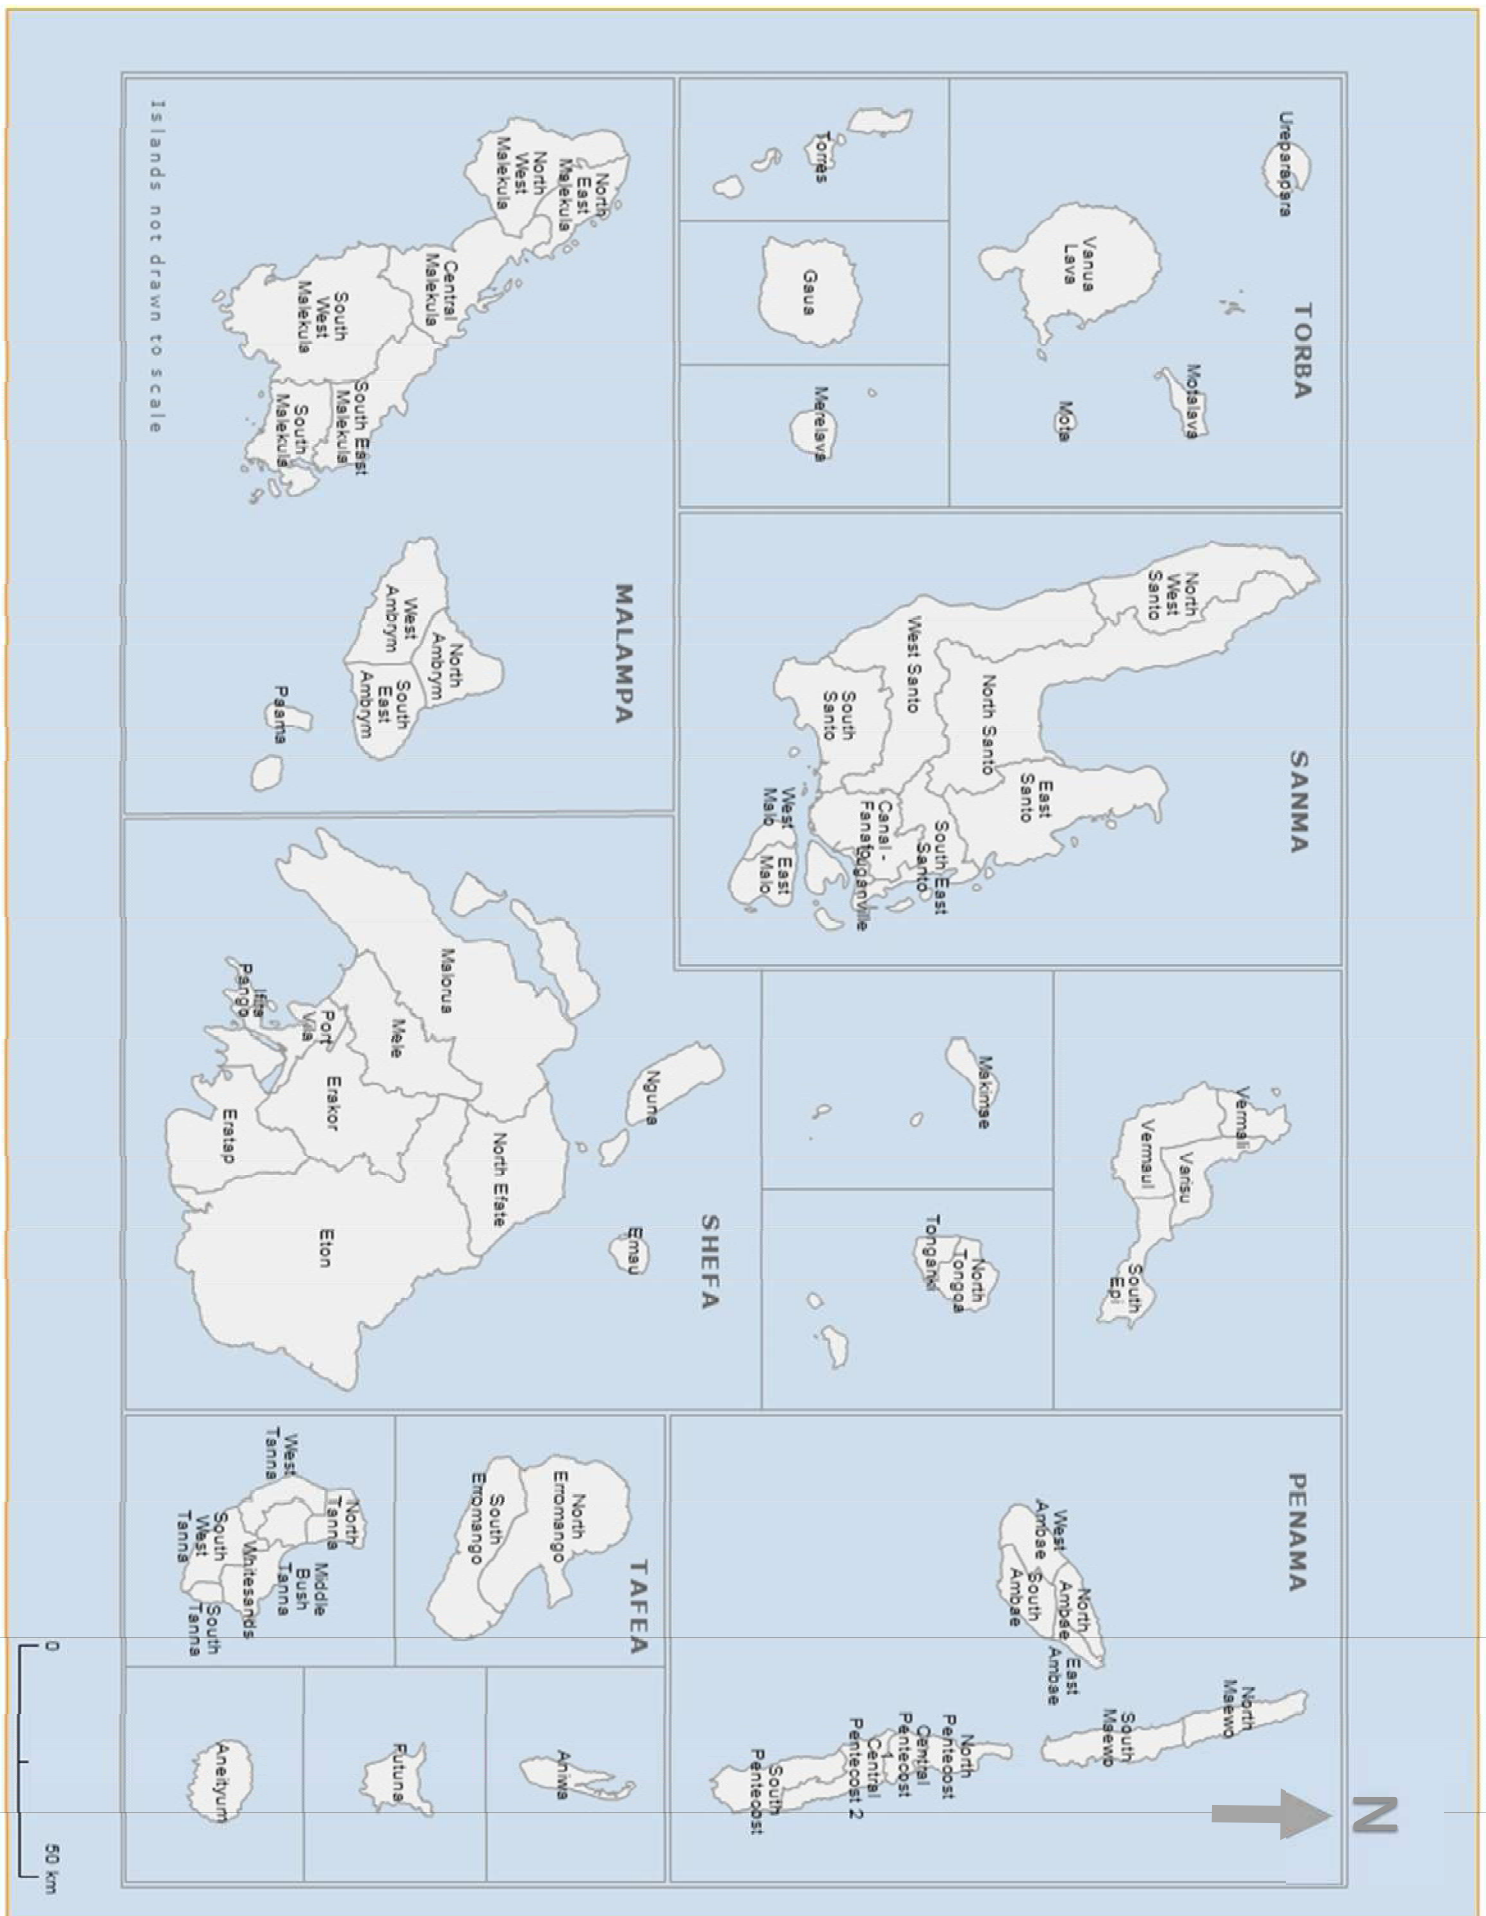 TORBA
Ureparapara
Vanua
Lava
Motalava
Mota
Torres
Gaua
Merelava
SANMA
North
West
Santo
West Santo
North Santo
East
Santo
South
Santo
South East
Santo
Canal -
Fanafo
Luganville
West
Malo
East
Malo
MALAMPA
North
East
Malekula
North
West
Malekula
Central
Malekula
South
West
Malekula
South East
Malekula
South
Malekula
North
Ambrym
West
Ambrym
South
East
Ambrym
Paama
Islands not drawn to scale
SHEFA
Vermali
Vermaul
Varisu
South
Epi
Makimae
North
Tongoa
Tongariki
Nguna
Emau
Malorua
Mele
North Efate
Port
Vila
Ifira
Pango
Erakor
Eratap
Eton
PENAMA
West
Ambae
North
Ambae
South
Ambae
East
Ambae
North
Maewo
South
Maewo
North
Pentecost
Central
Pentecost
1
Central
Pentecost 2
South
Pentecost
TAFEA
North
Erromango
South
Erromango
West
Tanna
North
Tanna
Middle
Bush
Tanna
Whitesands
South
West
Tanna
South
Tanna
Aniwa
Futuna
Aneityum
N
0 50 km